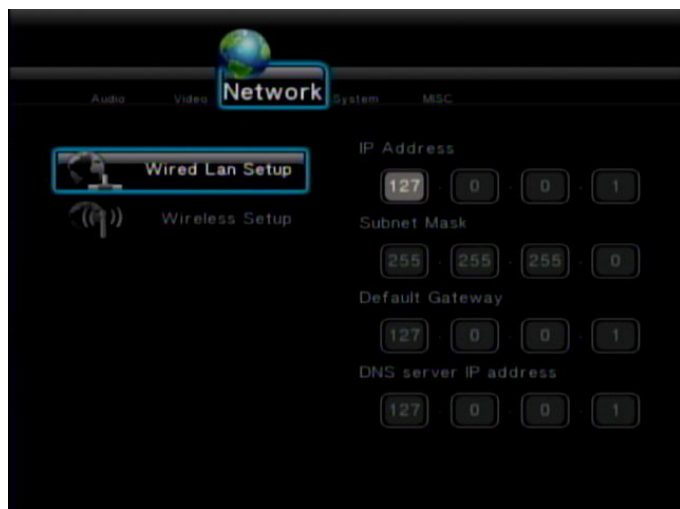 Audio Video Network System MISC
Wired Lan Setup
Wireless Setup
IP Address
127 . 0 . 0 . 1
Subnet Mask
255 . 255 . 255 . 0
Default Gateway
127 . 0 . 0 . 1
DNS server IP address
127 . 0 . 0 . 1